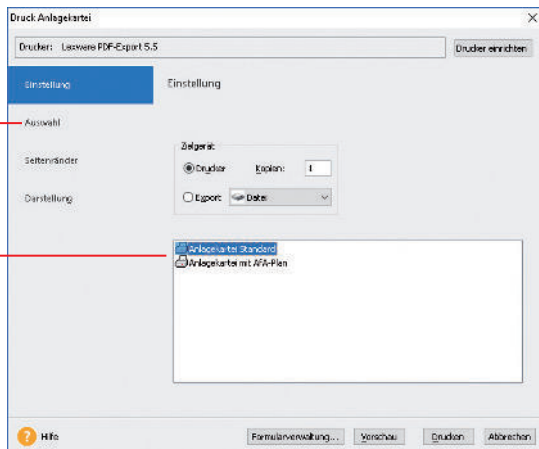 Druck Anlagekartei
Drucker: Lexware PDF-Export 5.5
Drucker einrichten
Einstellung
Einstellung
Auswahl
Seitenränder
Darstellung
Zielgerät
Drucker
Kopien:
1
Export
Datei
Anlagekartei Standard
Anlagekartei mit AfA-Plan
Hilfe
Formularverwaltung...
Vorschau
Drucken
Abbrechen